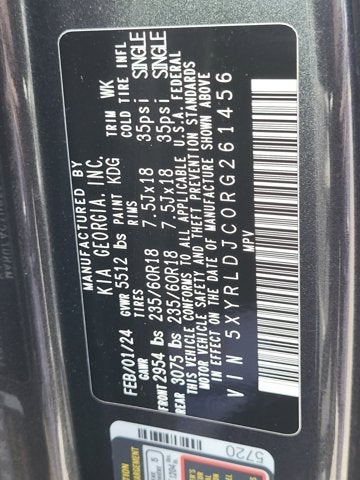 MANUFACTURED BY
KIA GEORGIA, INC.
FEB/01/24 GVWR 5512 lbs PAINT KDG TRIM WK
GAWR TIRES RIMS COLD TIRE INFL
FRONT 2954 lbs 235/60R18 7.5Jx18 35psi SINGLE
REAR 3075 lbs 235/60R18 7.5Jx18 35psi SINGLE
THIS VEHICLE CONFORMS TO ALL APPLICABLE U.S.A. FEDERAL
MOTOR VEHICLE SAFETY AND THEFT PREVENTION STANDARDS
IN EFFECT ON THE DATE OF MANUFACTURE SHOWN ABOVE
VIN 5XYRLDJC0RG261456
MPV
5720